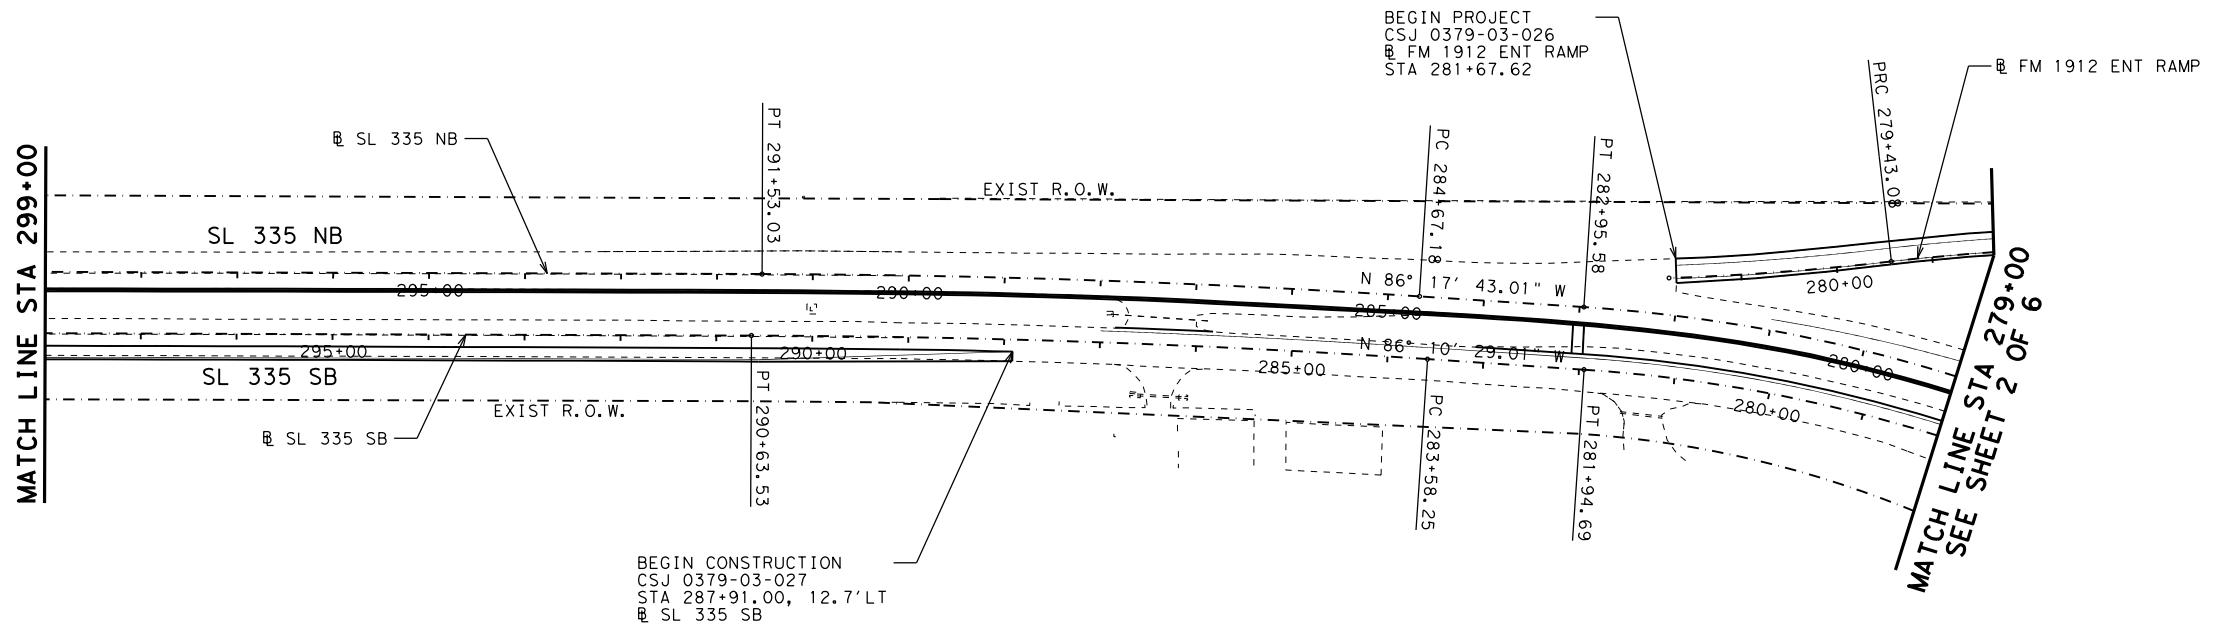 BEGIN PROJECT
CSJ 0379-03-026
℄ FM 1912 ENT RAMP
STA 281+67.62
℄ FM 1912 ENT RAMP
PRC 279+43.08
℄ SL 335 NB
PT 291+53.03
PC 284+67.18
PT 282+95.58
MATCH LINE STA 299+00
EXIST R.O.W.
SL 335 NB
N 86° 17' 43.01" W
280+00
295+00
290+00
285+00
280+00
N 86° 10' 29.01" W
295+00
290+00
285+00
280+00
SL 335 SB
EXIST R.O.W.
℄ SL 335 SB
PT 290+63.53
PC 283+58.25
PT 281+94.69
MATCH LINE STA 279+00
SEE SHEET 2 OF 6
BEGIN CONSTRUCTION
CSJ 0379-03-027
STA 287+91.00, 12.7'LT
℄ SL 335 SB